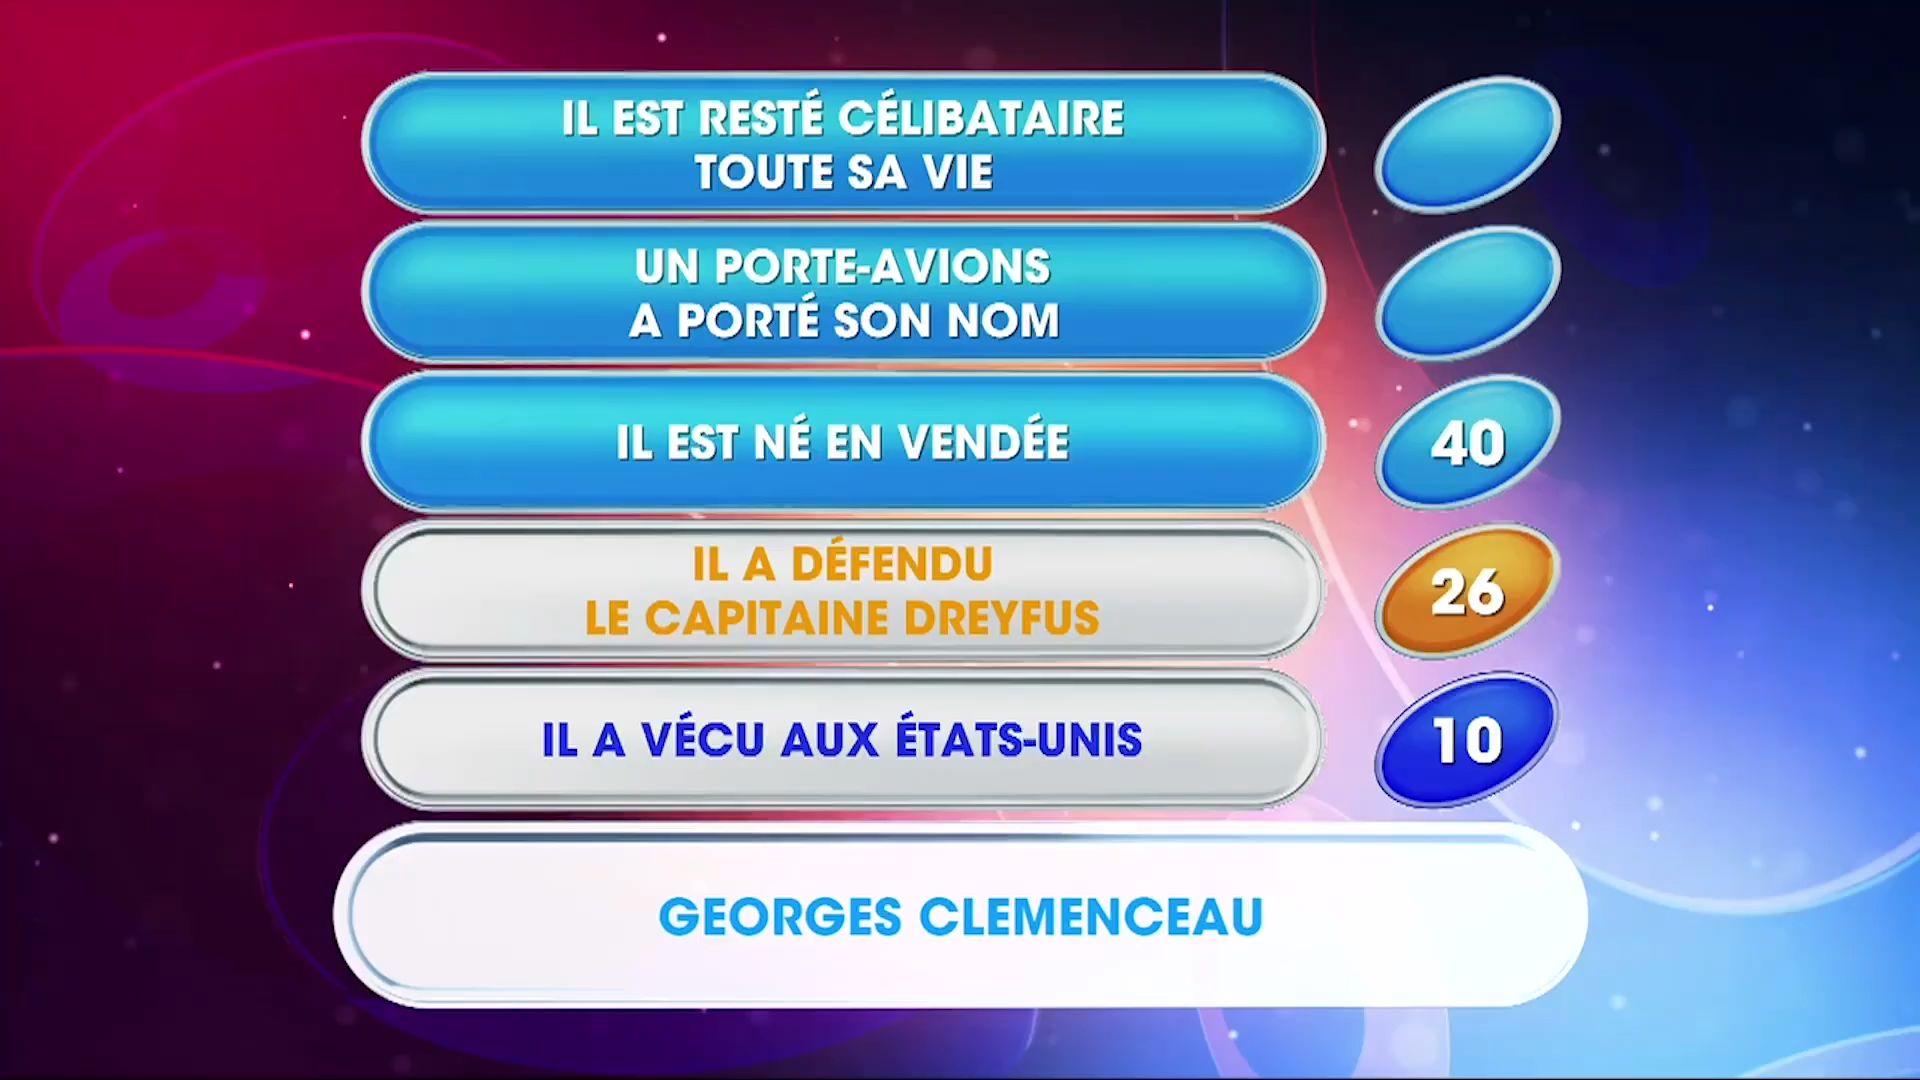 IL EST RESTÉ CÉLIBATAIRE
TOUTE SA VIE
UN PORTE-AVIONS
A PORTÉ SON NOM
IL EST NÉ EN VENDÉE
40
IL A DÉFENDU
LE CAPITAINE DREYFUS
26
IL A VÉCU AUX ÉTATS-UNIS
10
GEORGES CLEMENCEAU